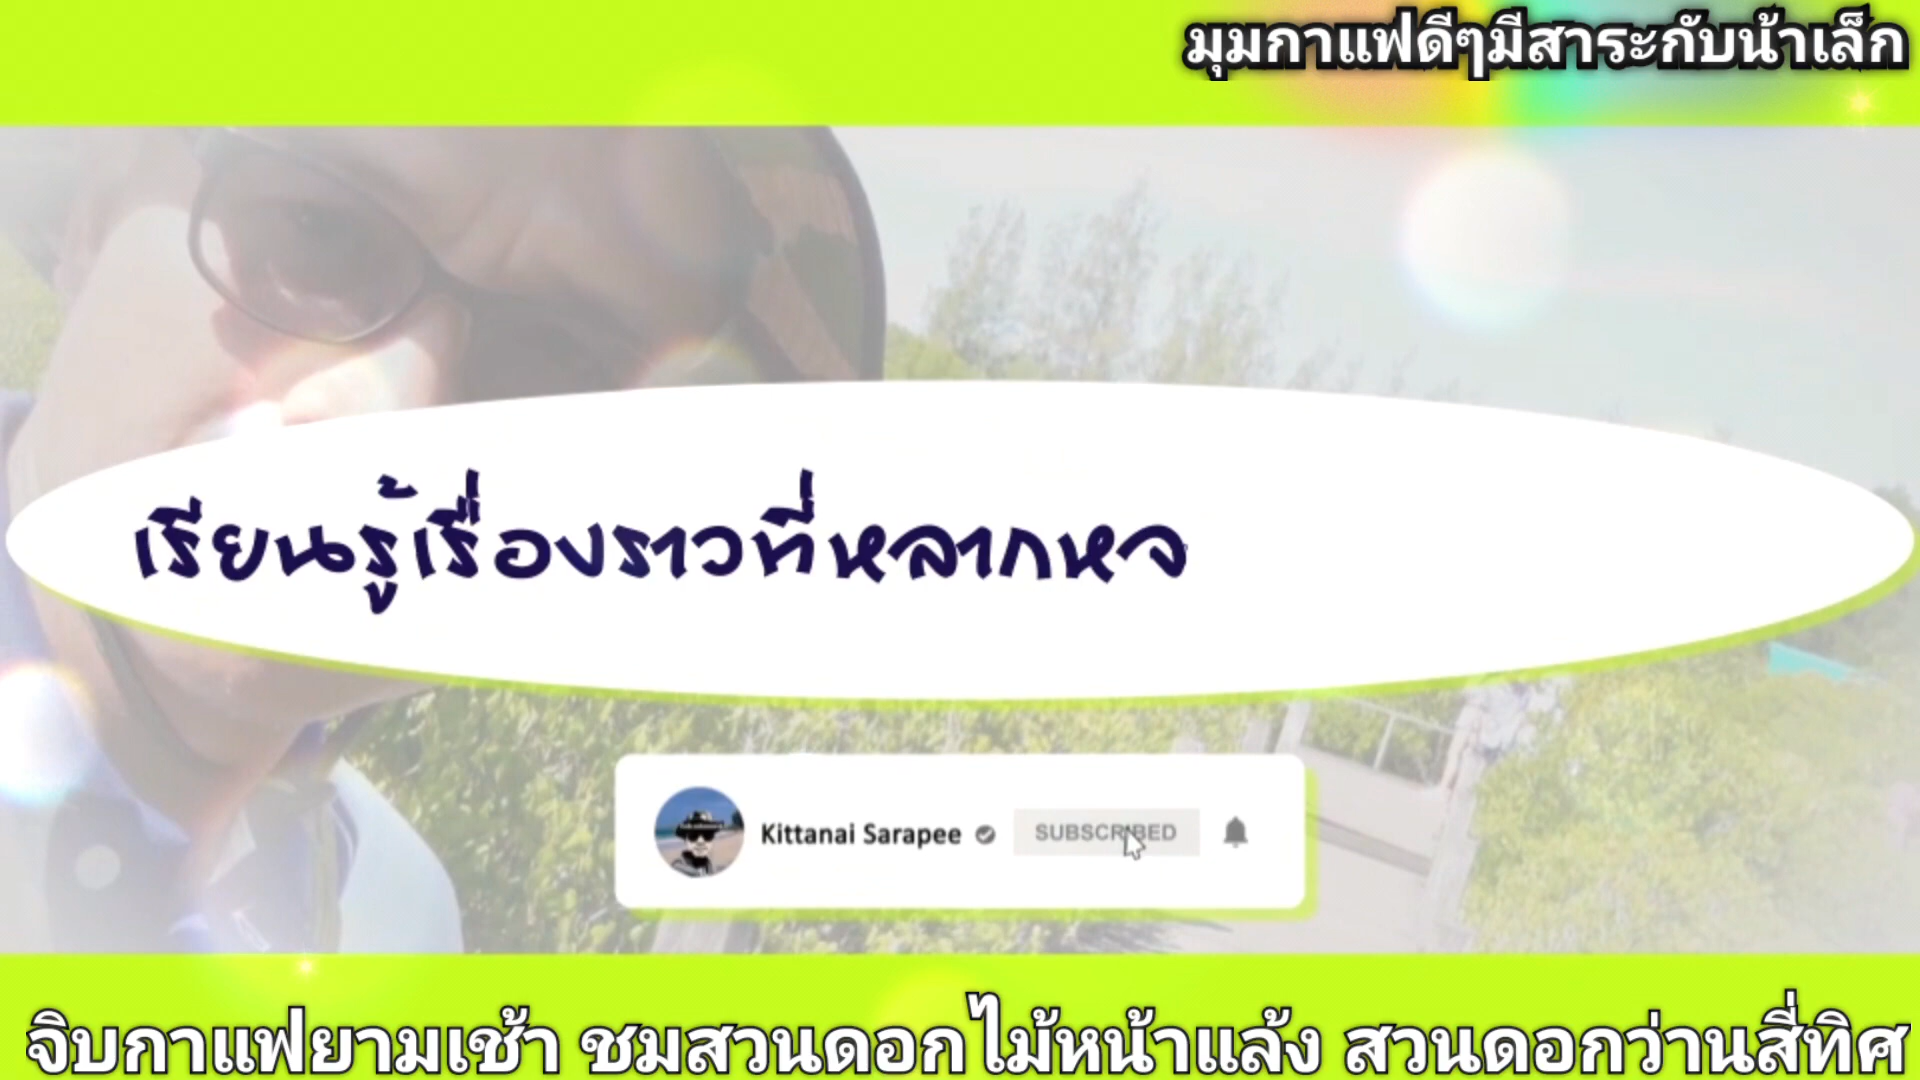 มุมกาแฟดีๆมีสาระกับน้าเล็ก
เรียนรู้เรื่องราวที่หลากหล
Kittanai Sarapee
SUBSCRIBED
จิบกาแฟยามเช้า ชมสวนดอกไม้หน้าแล้ง สวนดอกว่านสี่ทิศ